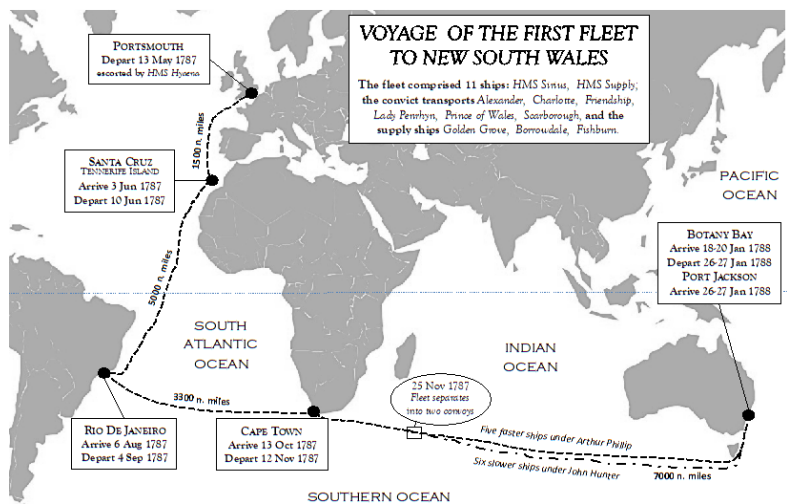 VOYAGE OF THE FIRST FLEET
TO NEW SOUTH WALES
The fleet comprised 11 ships: HMS Sirius, HMS Supply;
the convict transports Alexander, Charlotte, Friendship,
Lady Penrhyn, Prince of Wales, Scarborough, and the
supply ships Golden Grove, Borrowdale, Fishburn.
PORTSMOUTH
Depart 13 May 1787
escorted by HMS Hyaena
1500 n. miles
SANTA CRUZ
TENNERIFE ISLAND
Arrive 3 Jun 1787
Depart 10 Jun 1787
5000 n. miles
PACIFIC
OCEAN
BOTANY BAY
Arrive 18-20 Jan 1788
Depart 26-27 Jan 1788
PORT JACKSON
Arrive 26-27 Jan 1788
SOUTH
ATLANTIC
OCEAN
INDIAN
OCEAN
25 Nov 1787
Fleet separates
into two convoys
3300 n. miles
RIO DE JANEIRO
Arrive 6 Aug 1787
Depart 4 Sep 1787
CAPE TOWN
Arrive 13 Oct 1787
Depart 12 Nov 1787
Five faster ships under Arthur Phillip
Six slower ships under John Hunter
7000 n. miles
SOUTHERN OCEAN